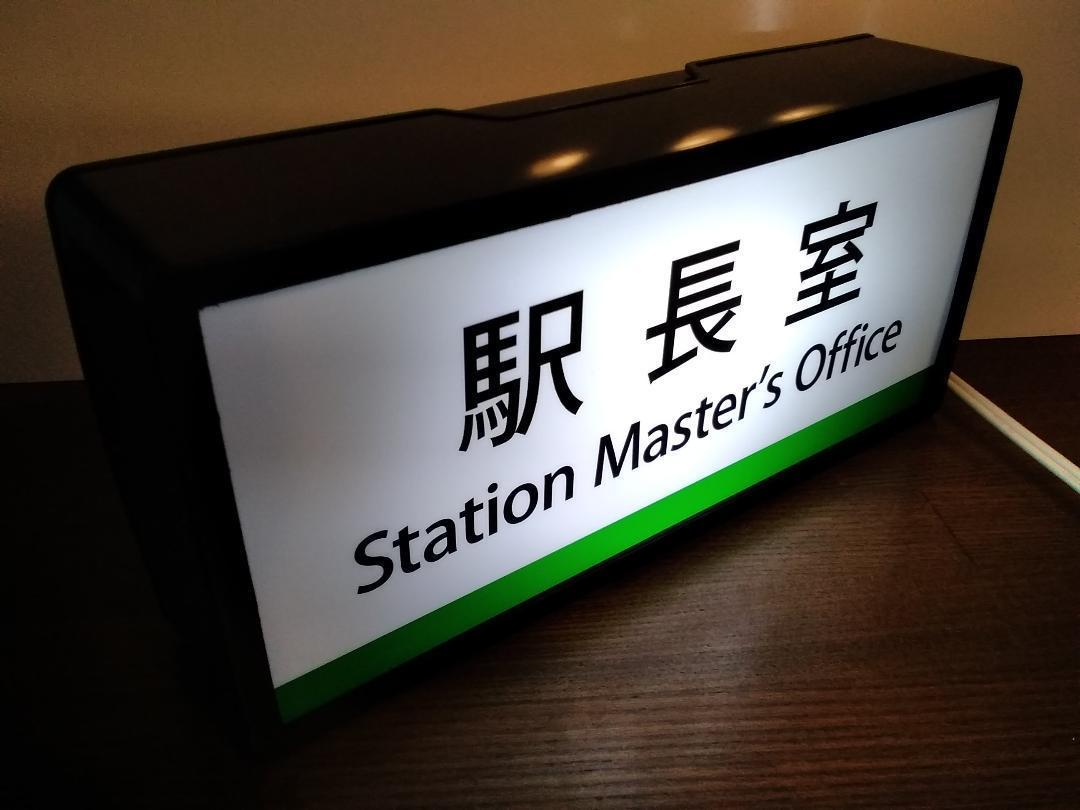 駅長室
Station Master's Office